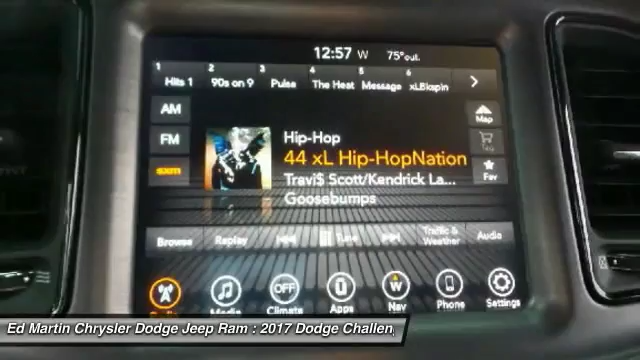 12:57 W 75°out.
1 2 3 4 5 6
Hits 1 90s on 9 Pulse The Heat Message xLBkspin
AM
FM
sxm
Map
Tag
Fav
Hip-Hop
44 xL Hip-HopNation
Travi$ Scott/Kendrick La...
Goosebumps
Browse Replay Tune Traffic & Weather Audio
OFF N
Radio Media Climate Apps Nav Phone Settings
Ed Martin Chrysler Dodge Jeep Ram : 2017 Dodge Challen